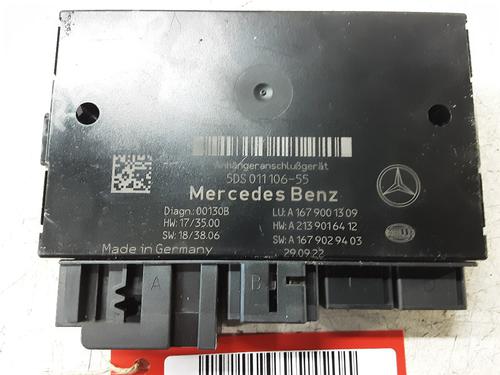 Anhängeranschlußgerät
5DS 011 106-55
Mercedes Benz
Diagn.: 00130B
HW: 17/35.00
SW: 18/38.06
Made in Germany
LU: A 167 900 13 09
HW: A 213 901 64 12
SW: A 167 902 94 03
29.09.22
A
B